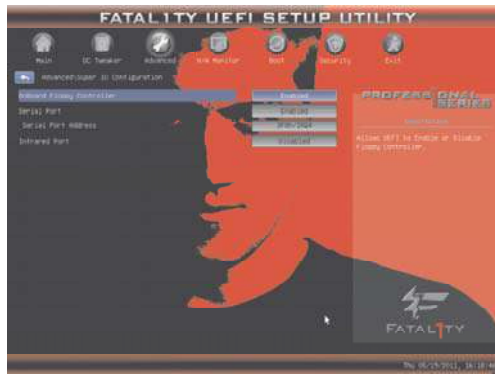 FATAL1TY UEFI SETUP UTILITY
Main OC Tweaker Advanced H/W Monitor Boot Security Exit
Advanced\Super IO Configuration
Onboard Floppy Controller Enabled
Serial Port Enabled
Serial Port Address
Infrared Port Disabled
PROFESSIONAL
SERIES
Description
Allows UEFI to Enable or Disable
Floppy Controller.
FATAL1TY